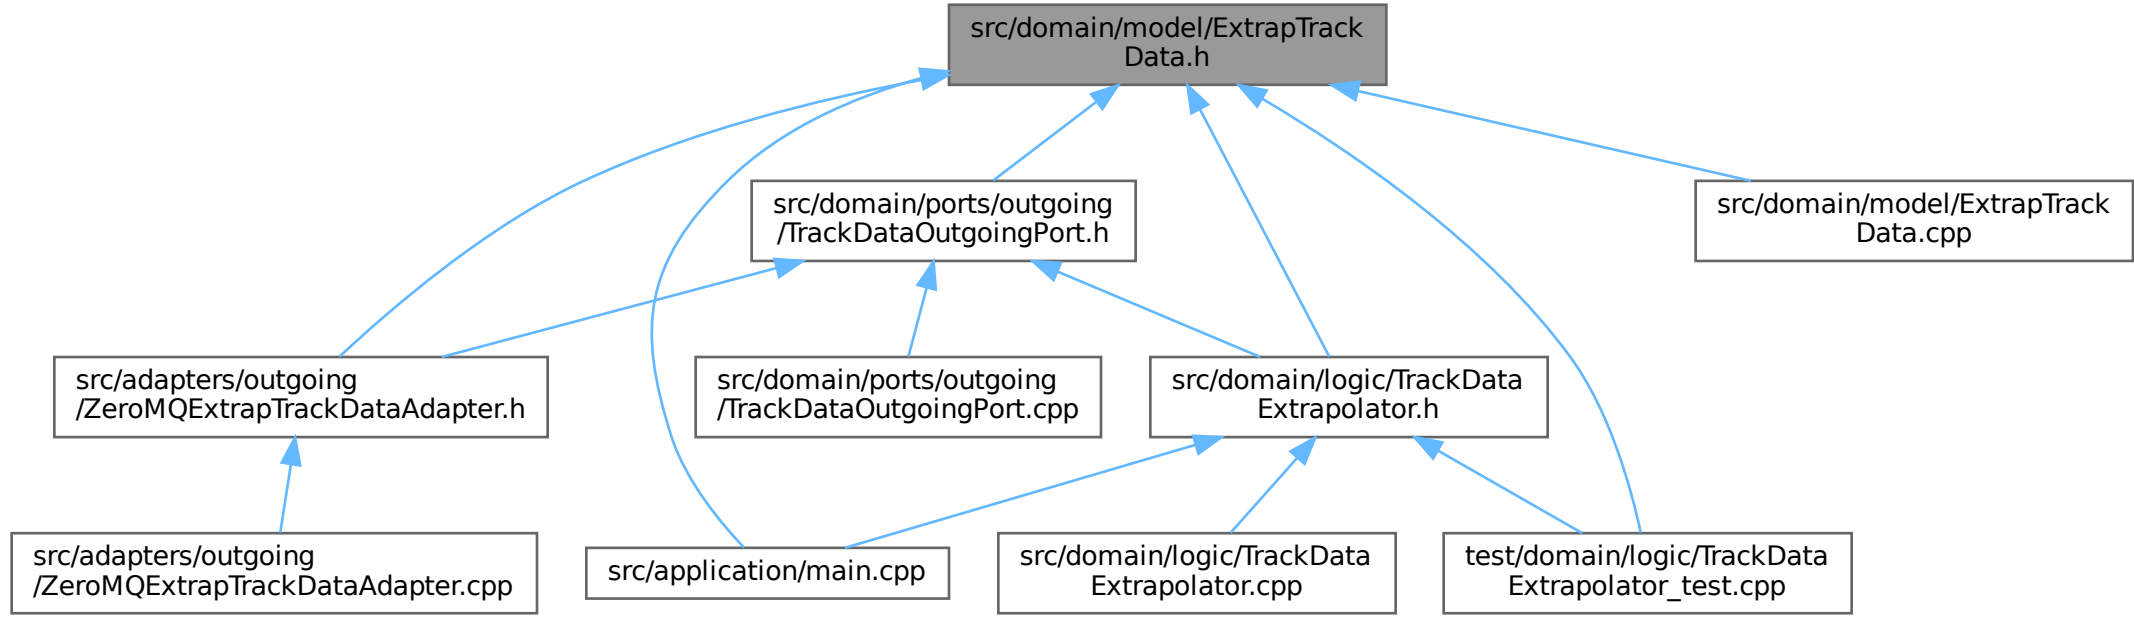 src/domain/model/ExtrapTrack
Data.h
src/domain/ports/outgoing
/TrackDataOutgoingPort.h
src/domain/model/ExtrapTrack
Data.cpp
src/adapters/outgoing
/ZeroMQExtrapTrackDataAdapter.h
src/domain/ports/outgoing
/TrackDataOutgoingPort.cpp
src/domain/logic/TrackData
Extrapolator.h
src/adapters/outgoing
/ZeroMQExtrapTrackDataAdapter.cpp
src/application/main.cpp
src/domain/logic/TrackData
Extrapolator.cpp
test/domain/logic/TrackData
Extrapolator_test.cpp